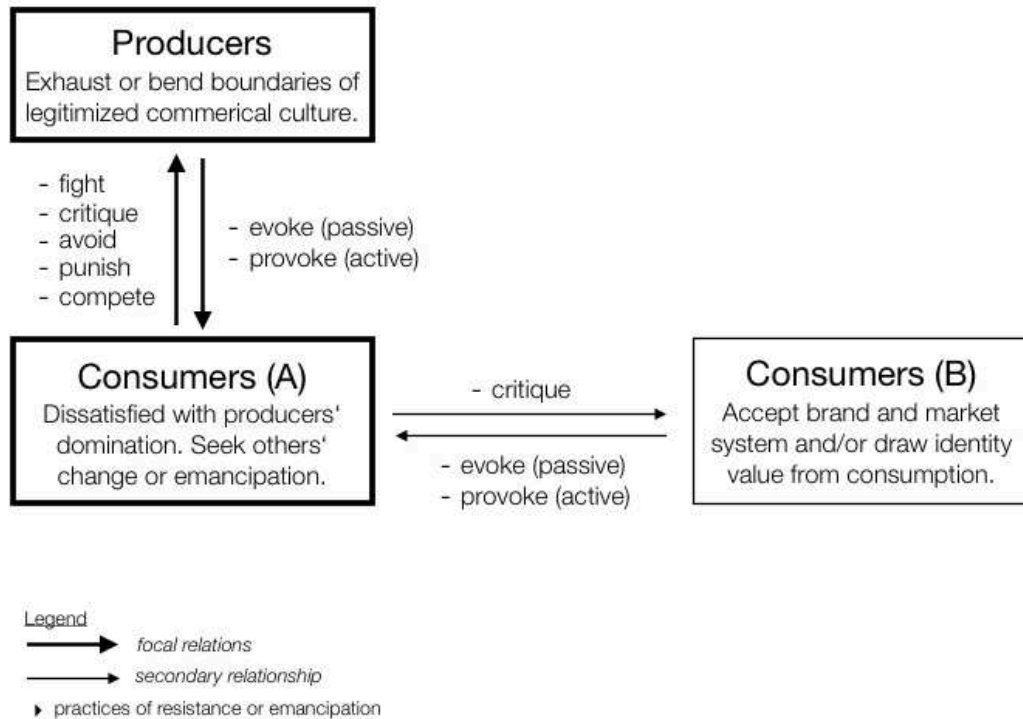 Producers
Exhaust or bend boundaries of
legitimized commerical culture.
- fight
- critique
- avoid
- punish
- compete
- evoke (passive)
- provoke (active)
Consumers (A)
Dissatisfied with producers‘
domination. Seek others‘
change or emancipation.
- critique
- evoke (passive)
- provoke (active)
Consumers (B)
Accept brand and market
system and/or draw identity
value from consumption.
Legend
focal relations
secondary relationship
practices of resistance or emancipation